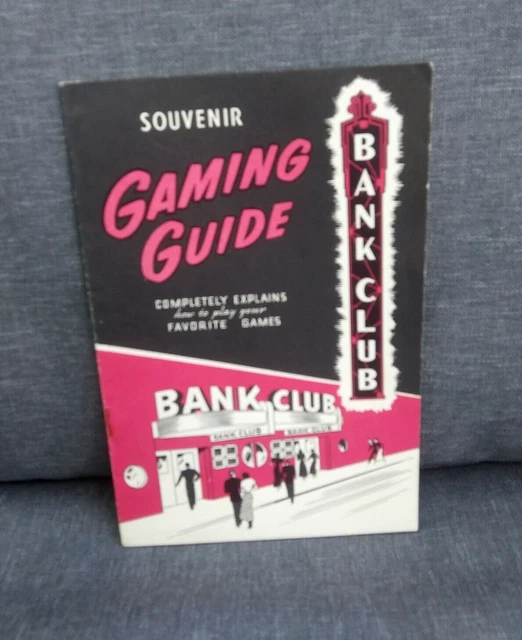 SOUVENIR
GAMING
GUIDE
COMPLETELY EXPLAINS
how to play your
FAVORITE GAMES
BANK CLUB
BANK CLUB
BANK CLUB BANK CLUB